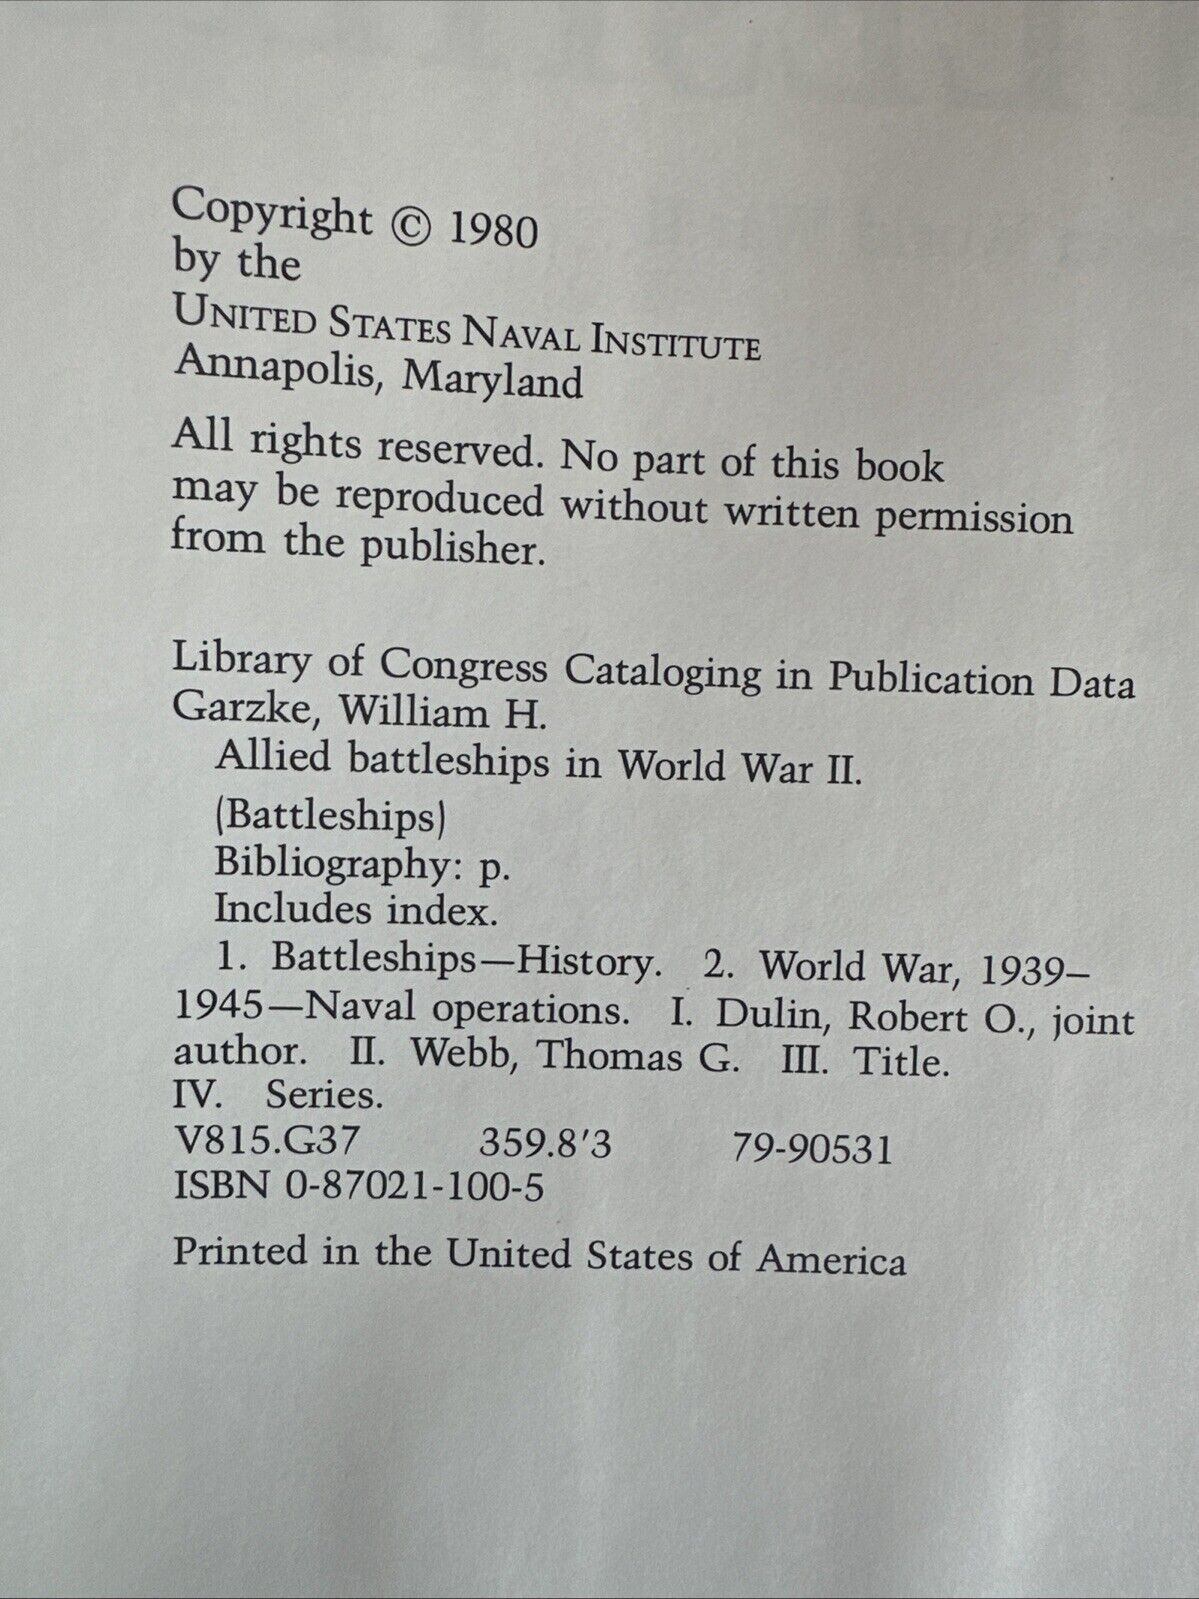 Copyright © 1980
by the
UNITED STATES NAVAL INSTITUTE
Annapolis, Maryland
All rights reserved. No part of this book
may be reproduced without written permission
from the publisher.
Library of Congress Cataloging in Publication Data
Garzke, William H.
Allied battleships in World War II.
(Battleships)
Bibliography: p.
Includes index.
1. Battleships—History. 2. World War, 1939–
1945—Naval operations. I. Dulin, Robert O., joint
author. II. Webb, Thomas G. III. Title.
IV. Series.
V815.G37 359.8'3 79-90531
ISBN 0-87021-100-5
Printed in the United States of America